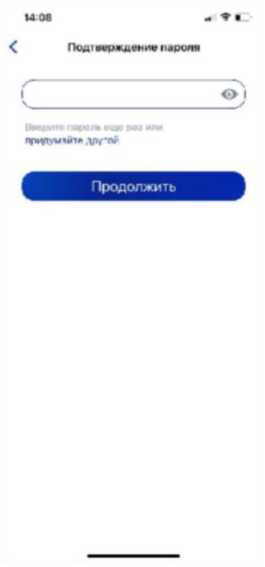 14:08
Подтверждение пароля
Введите пароль еще раз или
придумайте другой
Продолжить